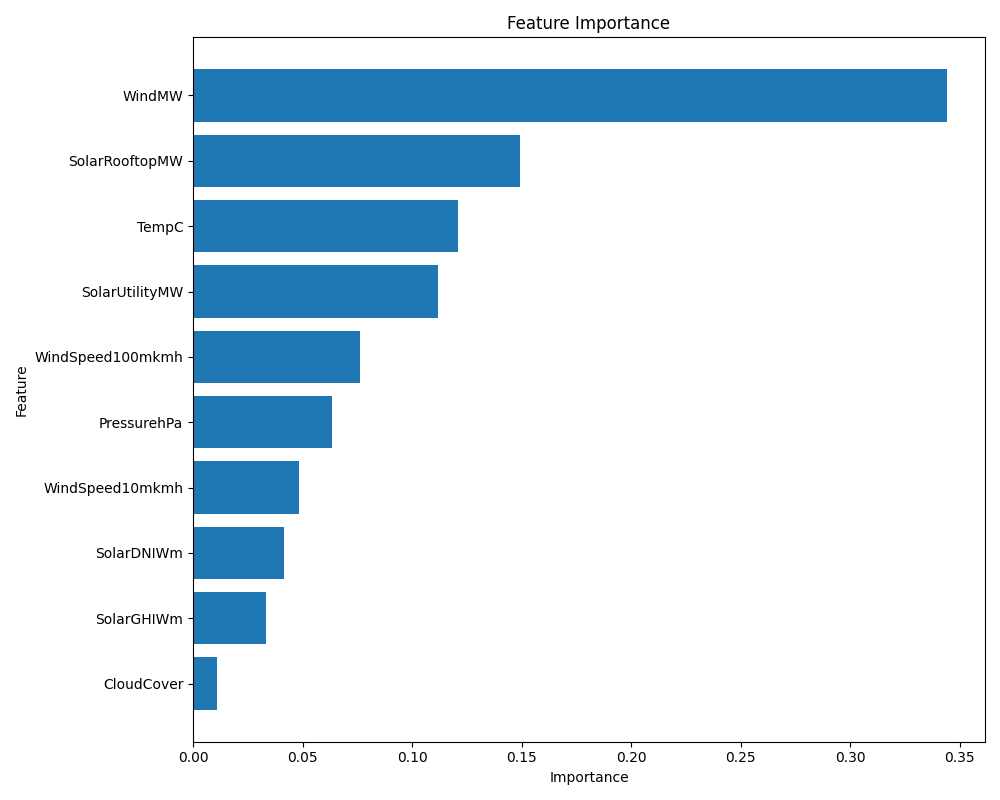 Feature Importance
WindMW
SolarRooftopMW
TempC
SolarUtilityMW
WindSpeed100mkmh
PressurehPa
WindSpeed10mkmh
SolarDNIWm
SolarGHIWm
CloudCover
Feature
0.00 0.05 0.10 0.15 0.20 0.25 0.30 0.35
Importance